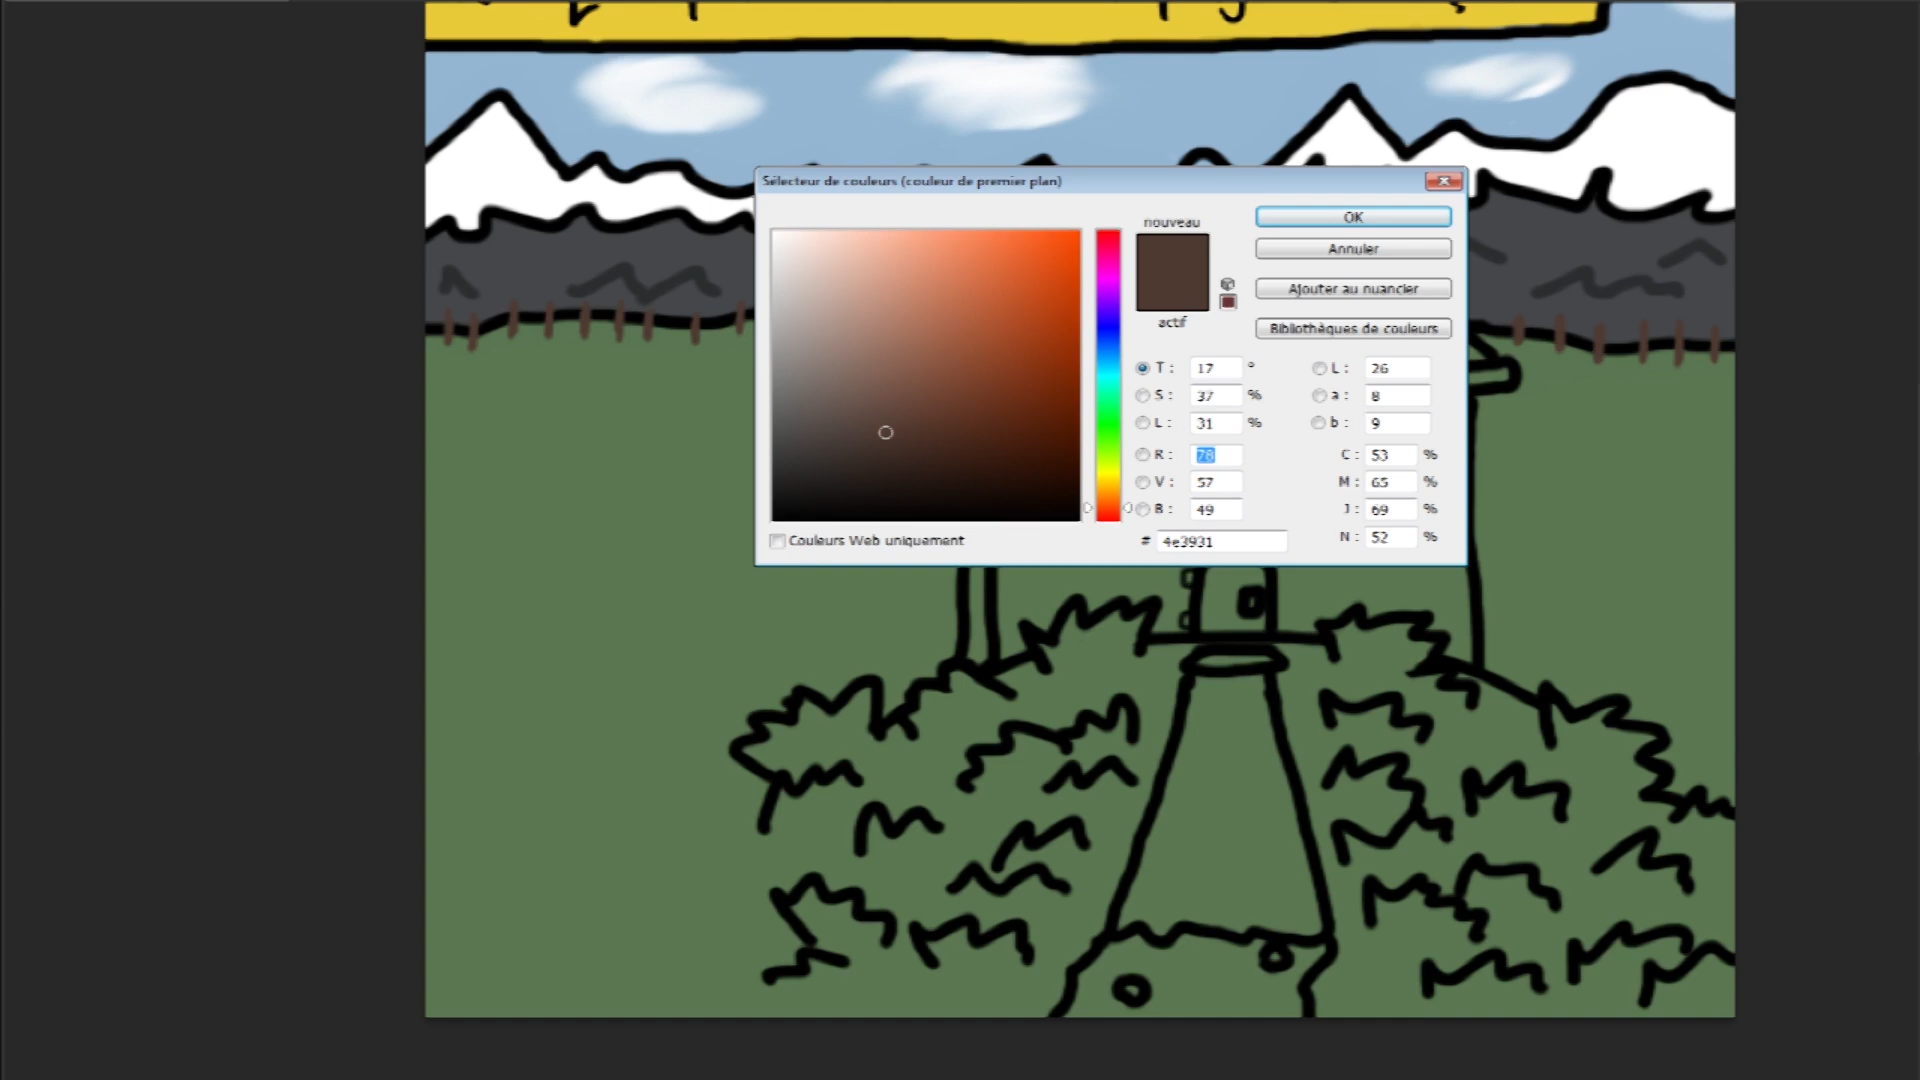 Sélecteur de couleurs (couleur de premier plan)
nouveau
actif
OK
Annuler
Ajouter au nuancier
Bibliothèques de couleurs
T : 17 °
L : 26
S : 37 %
a : 8
L : 31 %
b : 9
R : 78
C : 53 %
V : 57
M : 65 %
B : 49
J : 69 %
# 4e3931
N : 52 %
Couleurs Web uniquement